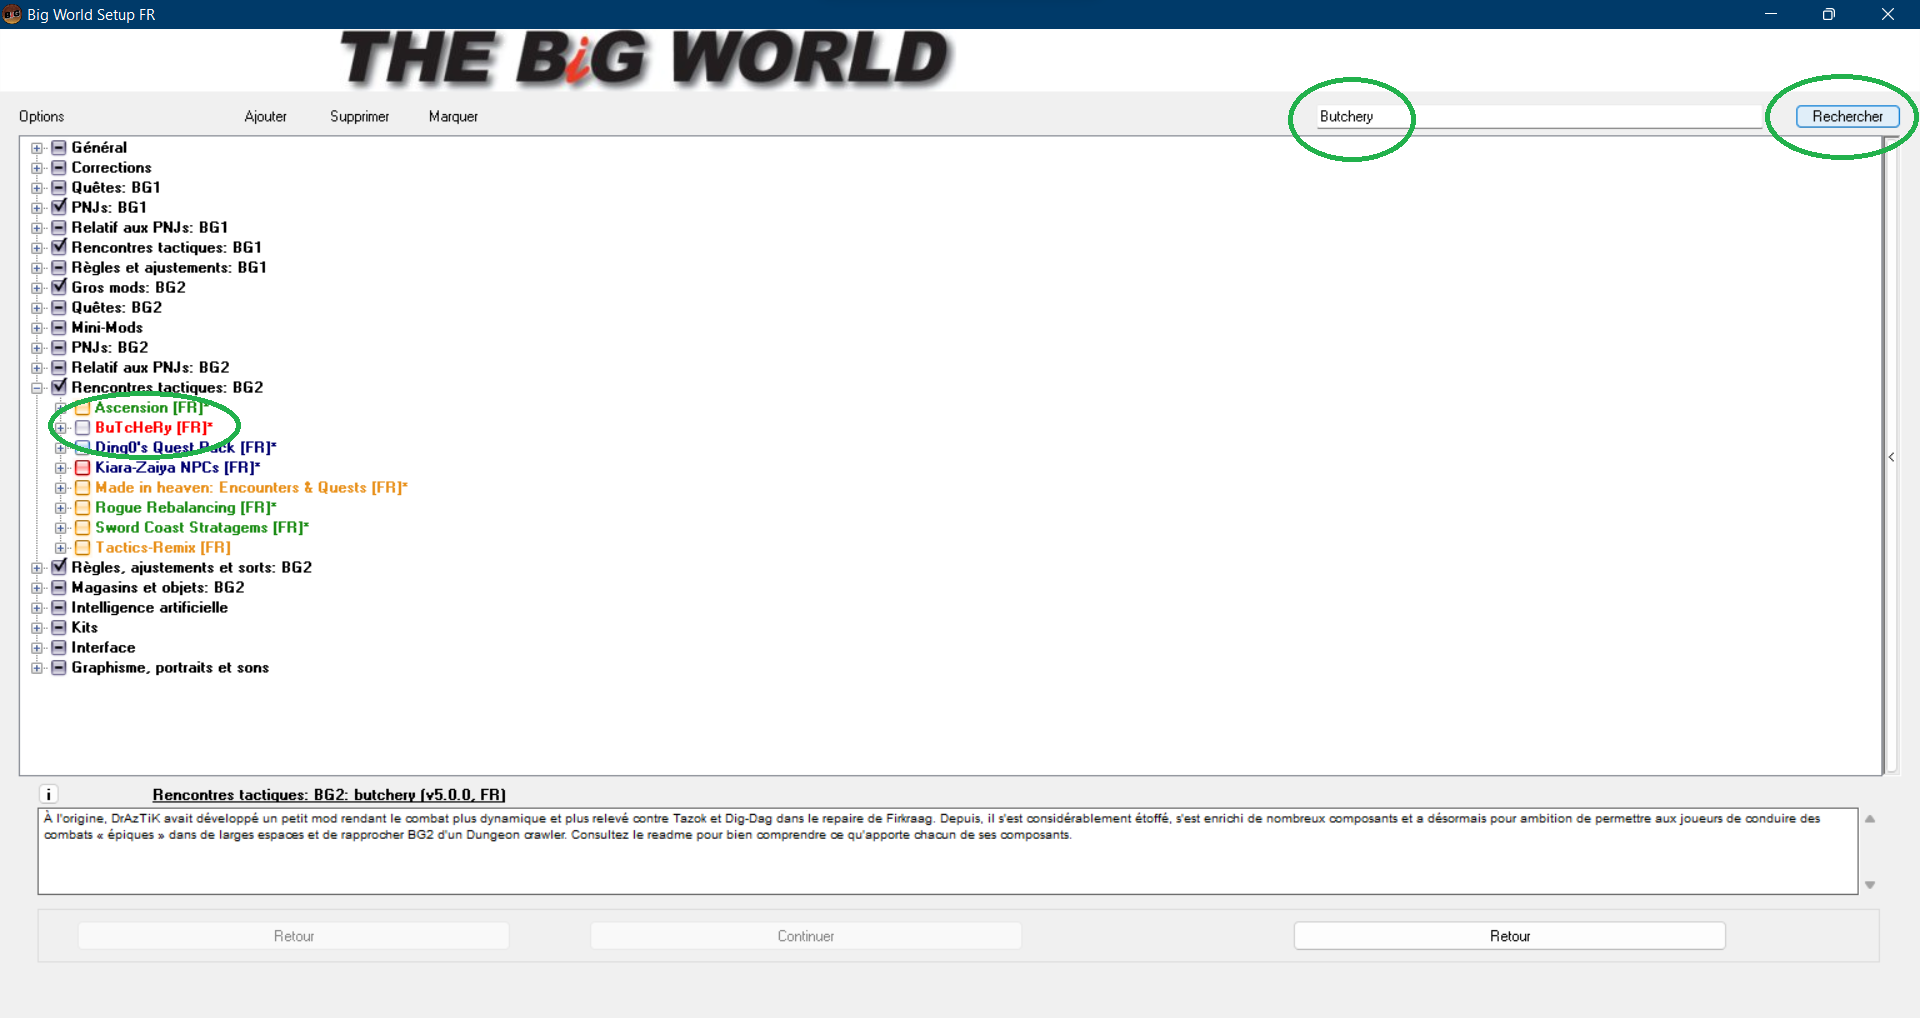 Big World Setup FR
THE BiG WORLD
Options Ajouter Supprimer Marquer Butchery Rechercher
Général
Corrections
Quêtes: BG1
PNJs: BG1
Relatif aux PNJs: BG1
Rencontres tactiques: BG1
Règles et ajustements: BG1
Gros mods: BG2
Quêtes: BG2
Mini-Mods
PNJs: BG2
Relatif aux PNJs: BG2
Rencontres tactiques: BG2
Ascension [FR]*
BuTcHeRy [FR]*
Ding0's Quest Pack [FR]*
Kiara-Zaiya NPCs [FR]*
Made in heaven: Encounters & Quests [FR]*
Rogue Rebalancing [FR]*
Sword Coast Stratagems [FR]*
Tactics-Remix [FR]
Règles, ajustements et sorts: BG2
Magasins et objets: BG2
Intelligence artificielle
Kits
Interface
Graphisme, portraits et sons
i Rencontres tactiques: BG2: butchery (v5.0.0, FR)
À l'origine, DrAzTiK avait développé un petit mod rendant le combat plus dynamique et plus relevé contre Tazok et Dig-Dag dans le repaire de Firkraag. Depuis, il s'est considérablement étoffé, s'est enrichi de nombreux composants et a désormais pour ambition de permettre aux joueurs de conduire des
combats « épiques » dans de larges espaces et de rapprocher BG2 d'un Dungeon crawler. Consultez le readme pour bien comprendre ce qu'apporte chacun de ses composants.
Retour Continuer Retour